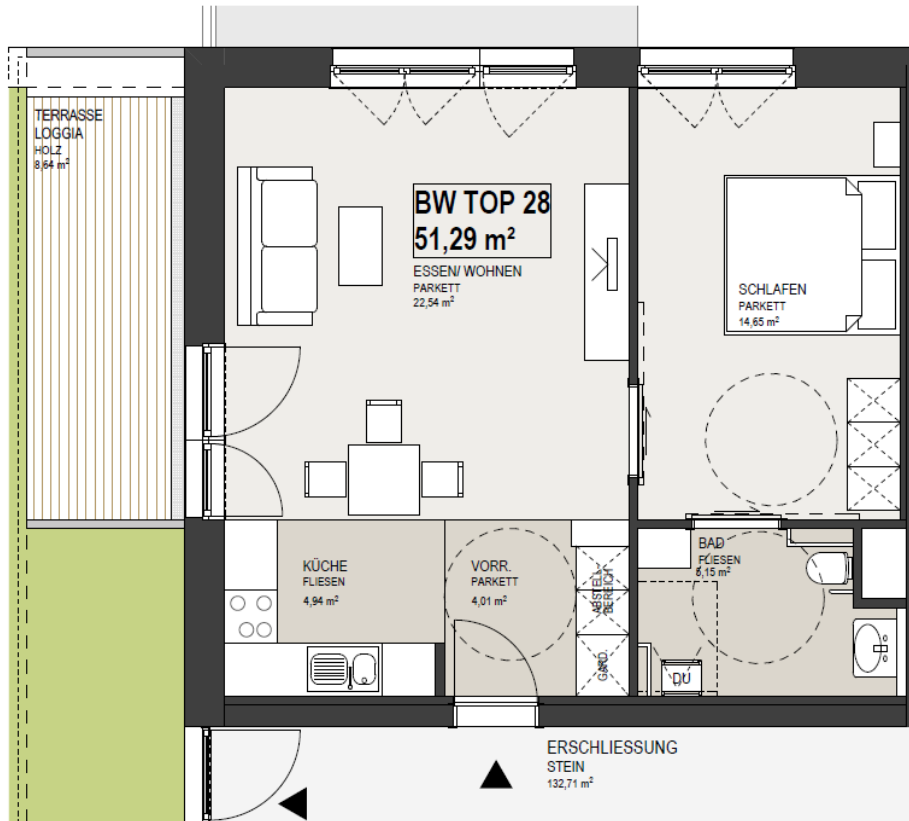 TERRASSE
LOGGIA
HOLZ
8,64 m²
BW TOP 28
51,29 m²
ESSEN/ WOHNEN
PARKETT
22,54 m²
SCHLAFEN
PARKETT
14,65 m²
KÜCHE
FLIESEN
4,94 m²
VORR.
PARKETT
4,01 m²
ABSTELL-
BEREICH
GARD.
BAD
FLIESEN
5,15 m²
DU
ERSCHLIESSUNG
STEIN
132,71 m²